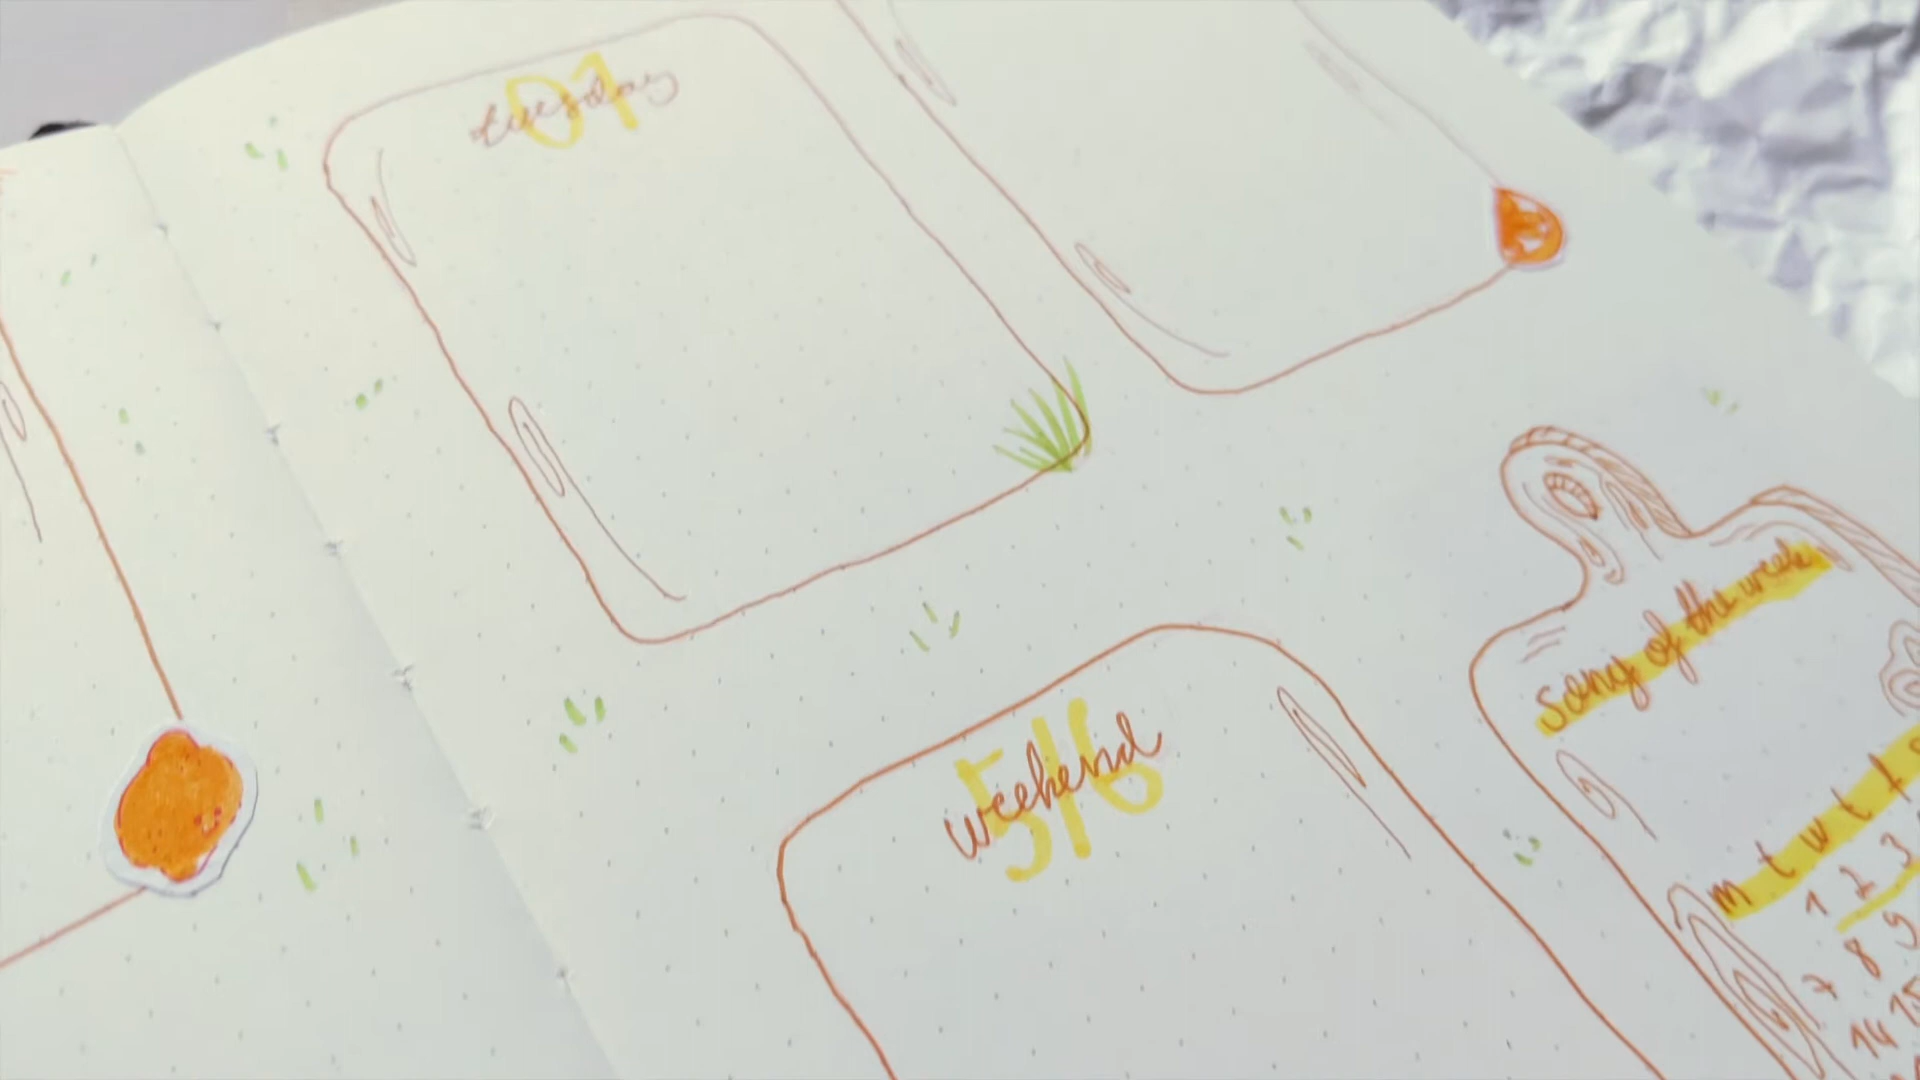 tuesday
01
weekend
5/6
song of the week
m t w t f
1 2 3
7 8 9
14 15